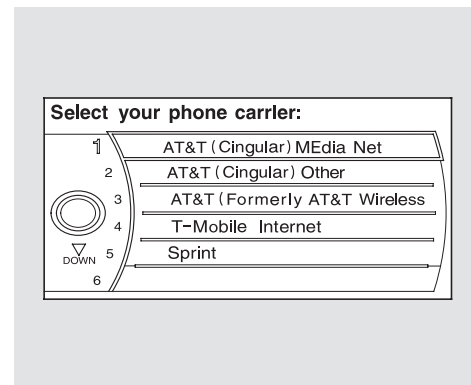 Select your phone carrler:
1 AT&T (Cingular) MEdia Net
2 AT&T (Cingular) Other
3 AT&T (Formerly AT&T Wireless
4 T-Mobile Internet
5 Sprint
DOWN
6